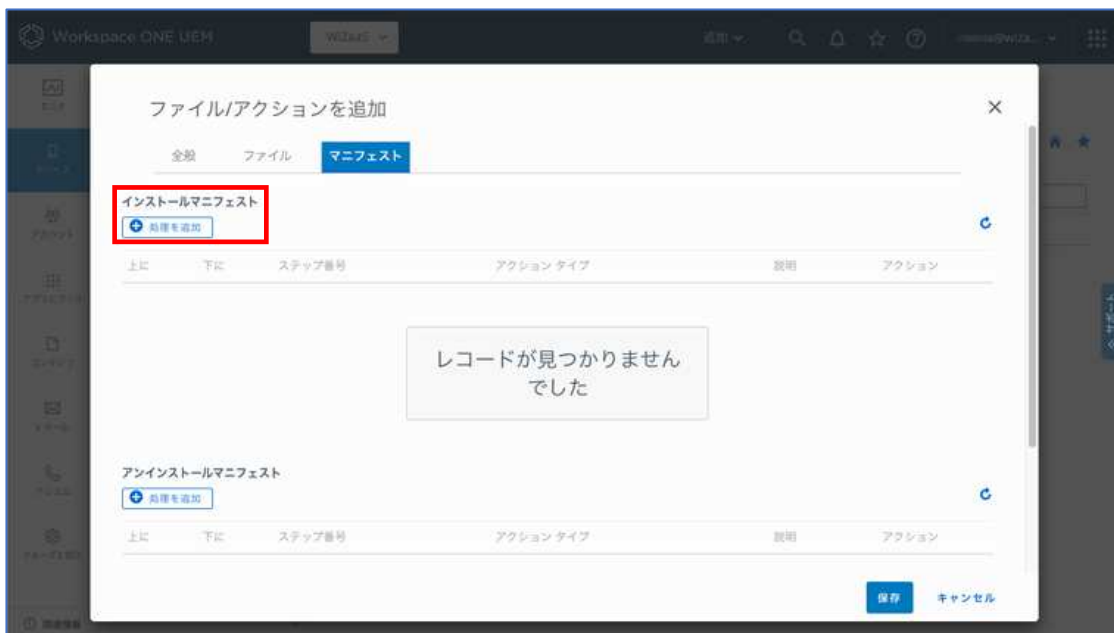 Workspace ONE UEM
WiZaaS
追加
ファイル/アクションを追加
全般 ファイル マニフェスト
インストールマニフェスト
処理を追加
上に 下に ステップ番号 アクション タイプ 説明 アクション
レコードが見つかりません
でした
アンインストールマニフェスト
処理を追加
上に 下に ステップ番号 アクション タイプ 説明 アクション
保存 キャンセル